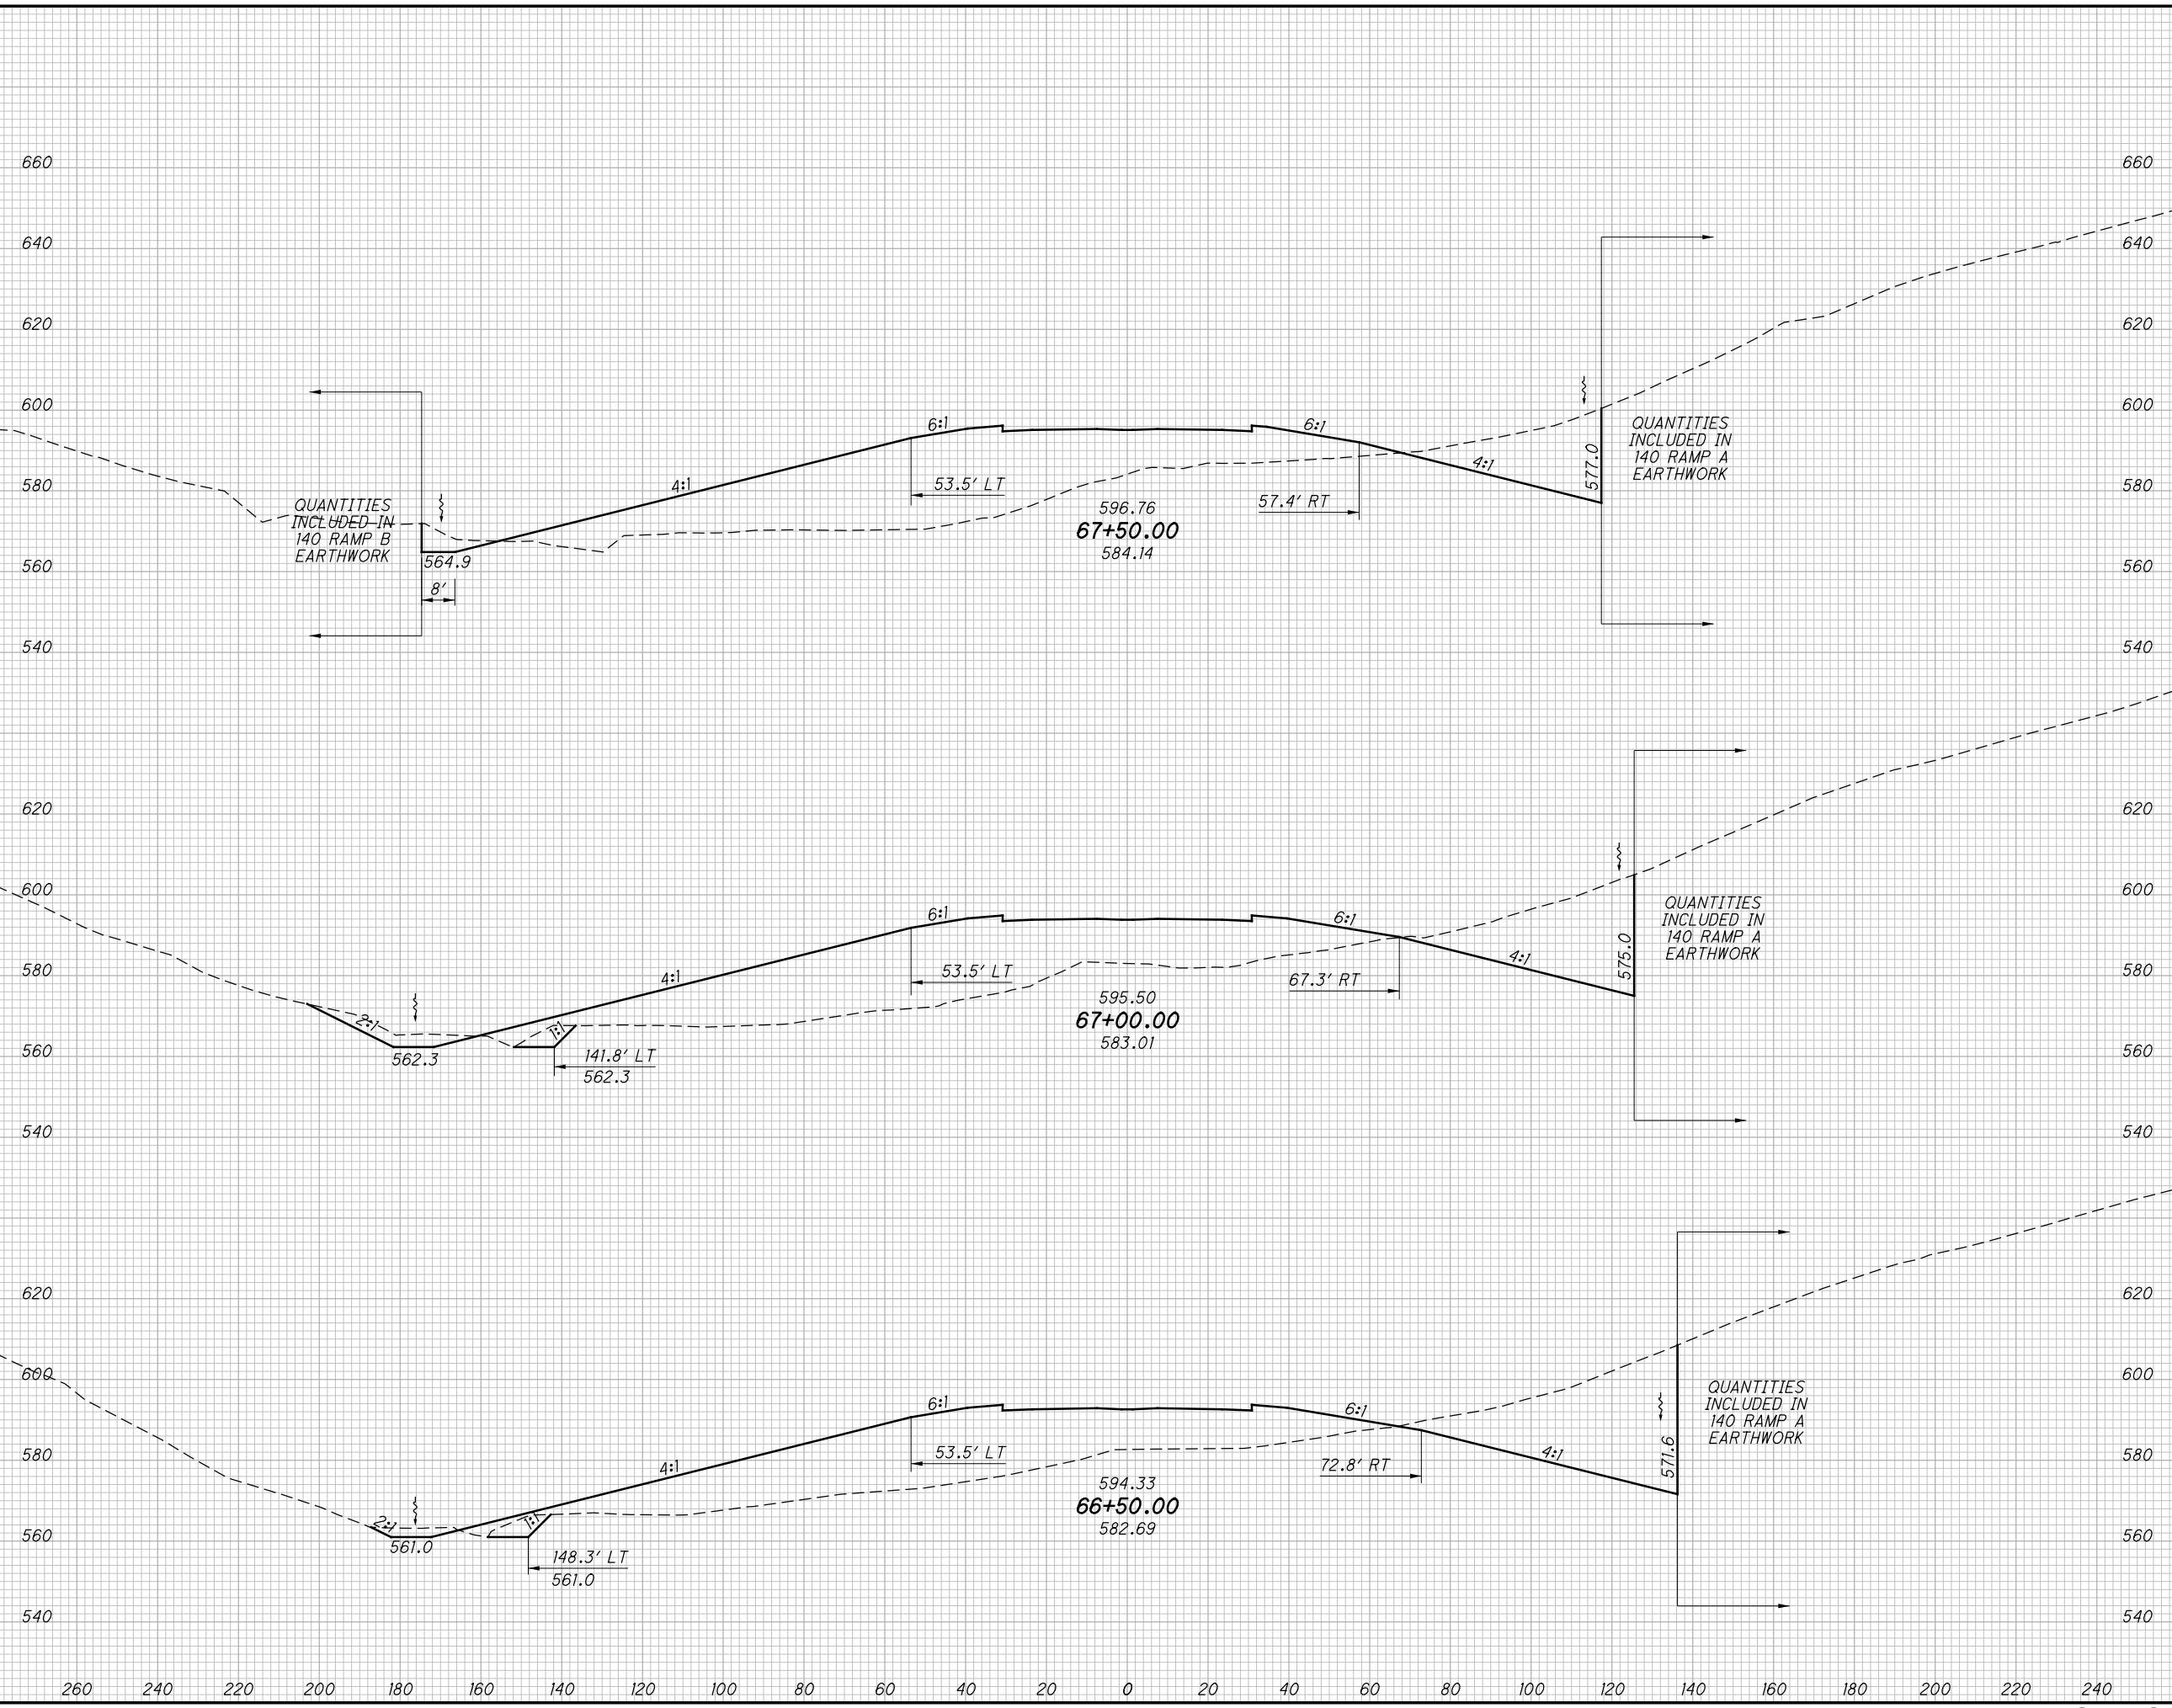 660 660
640 640
620 620
600 600
580 580
560 560
540 540
6:1
6:1
4:1
4:1
53.5' LT
57.4' RT
596.76
67+50.00
584.14
QUANTITIES
INCLUDED IN
140 RAMP B
EARTHWORK
564.9
8'
577.0
QUANTITIES
INCLUDED IN
140 RAMP A
EARTHWORK
620 620
600 600
580 580
560 560
540 540
6:1
6:1
4:1
4:1
2:1
1:1
53.5' LT
67.3' RT
595.50
67+00.00
583.01
562.3
141.8' LT
562.3
575.0
QUANTITIES
INCLUDED IN
140 RAMP A
EARTHWORK
620 620
600 600
580 580
560 560
540 540
6:1
6:1
4:1
4:1
2:1
1:1
53.5' LT
72.8' RT
594.33
66+50.00
582.69
561.0
148.3' LT
561.0
571.6
QUANTITIES
INCLUDED IN
140 RAMP A
EARTHWORK
260 240 220 200 180 160 140 120 100 80 60 40 20 0 20 40 60 80 100 120 140 160 180 200 220 240